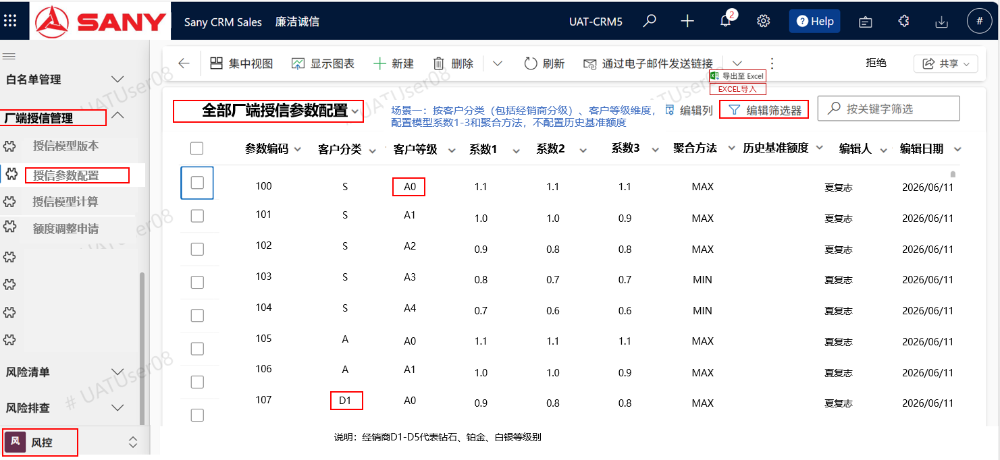 SANY Sany CRM Sales 廉洁诚信 UAT-CRM5 2 Help #
集中视图 显示图表 新建 删除 刷新 通过电子邮件发送链接 拒绝 共享
导出至 Excel
EXCEL导入
白名单管理
厂端授信管理
授信模型版本
授信参数配置
授信模型计算
额度调整申请
风险清单
风险排查
风 风控
全部厂端授信参数配置
场景一：按客户分类（包括经销商分级）、客户等级维度，
配置模型系数1-3和聚合方法，不配置历史基准额度
编辑列 编辑筛选器 按关键字筛选
参数编码 客户分类 客户等级 系数1 系数2 系数3 聚合方法 历史基准额度 编辑人 编辑日期
100 S A0 1.1 1.1 1.1 MAX 夏复志 2026/06/11
101 S A1 1.0 1.0 0.9 MAX 夏复志 2026/06/11
102 S A2 0.9 0.8 0.8 MAX 夏复志 2026/06/11
103 S A3 0.8 0.7 0.7 MIN 夏复志 2026/06/11
104 S A4 0.7 0.6 0.6 MIN 夏复志 2026/06/11
105 A A0 1.1 1.1 1.1 MAX 夏复志 2026/06/11
106 A A1 1.0 1.0 0.9 MAX 夏复志 2026/06/11
107 D1 A0 0.9 0.8 0.8 MAX 夏复志 2026/06/11
说明：经销商D1-D5代表钻石、铂金、白银等级别
# UATUser08
UATUser08
UATUser08